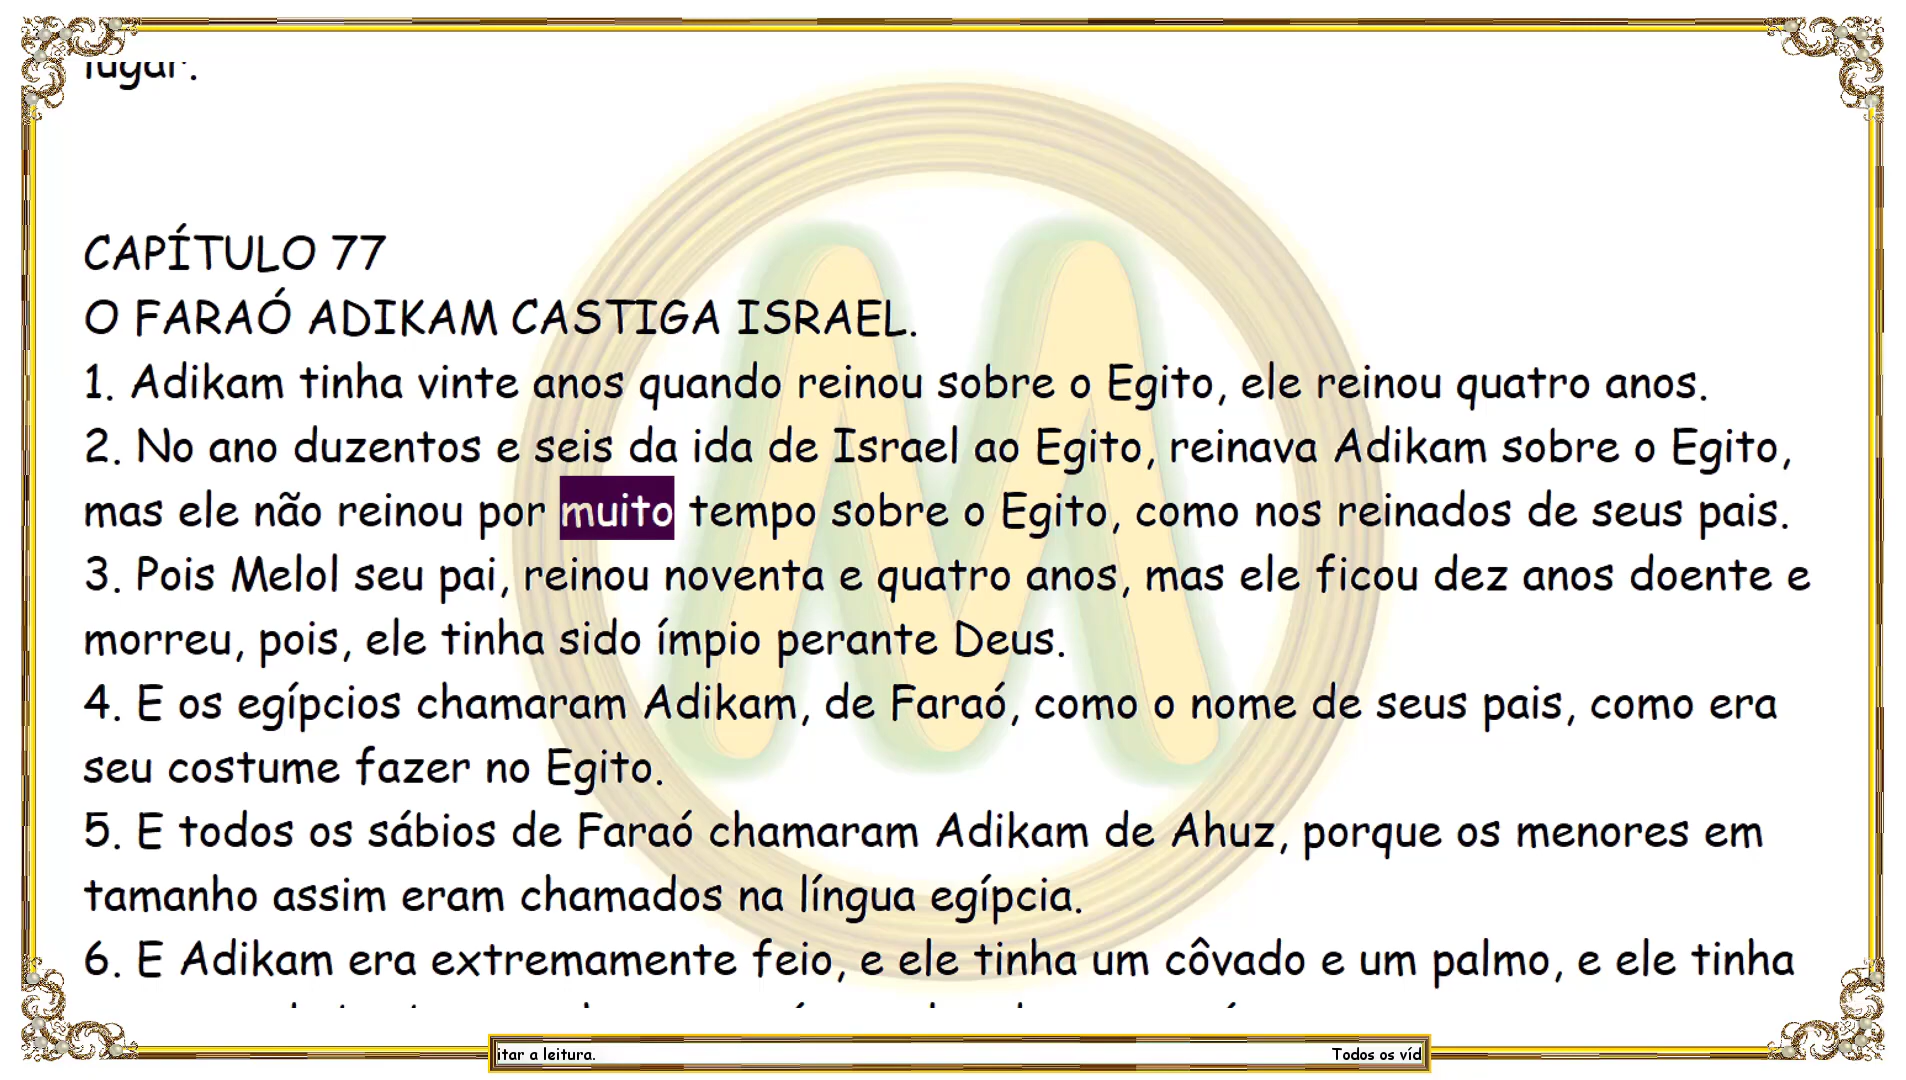 lugar.
CAPÍTULO 77
O FARAÓ ADIKAM CASTIGA ISRAEL.
1. Adikam tinha vinte anos quando reinou sobre o Egito, ele reinou quatro anos.
2. No ano duzentos e seis da ida de Israel ao Egito, reinava Adikam sobre o Egito,
mas ele não reinou por muito tempo sobre o Egito, como nos reinados de seus pais.
3. Pois Melol seu pai, reinou noventa e quatro anos, mas ele ficou dez anos doente e
morreu, pois, ele tinha sido ímpio perante Deus.
4. E os egípcios chamaram Adikam, de Faraó, como o nome de seus pais, como era
seu costume fazer no Egito.
5. E todos os sábios de Faraó chamaram Adikam de Ahuz, porque os menores em
tamanho assim eram chamados na língua egípcia.
6. E Adikam era extremamente feio, e ele tinha um côvado e um palmo, e ele tinha
itar a leitura. Todos os víd